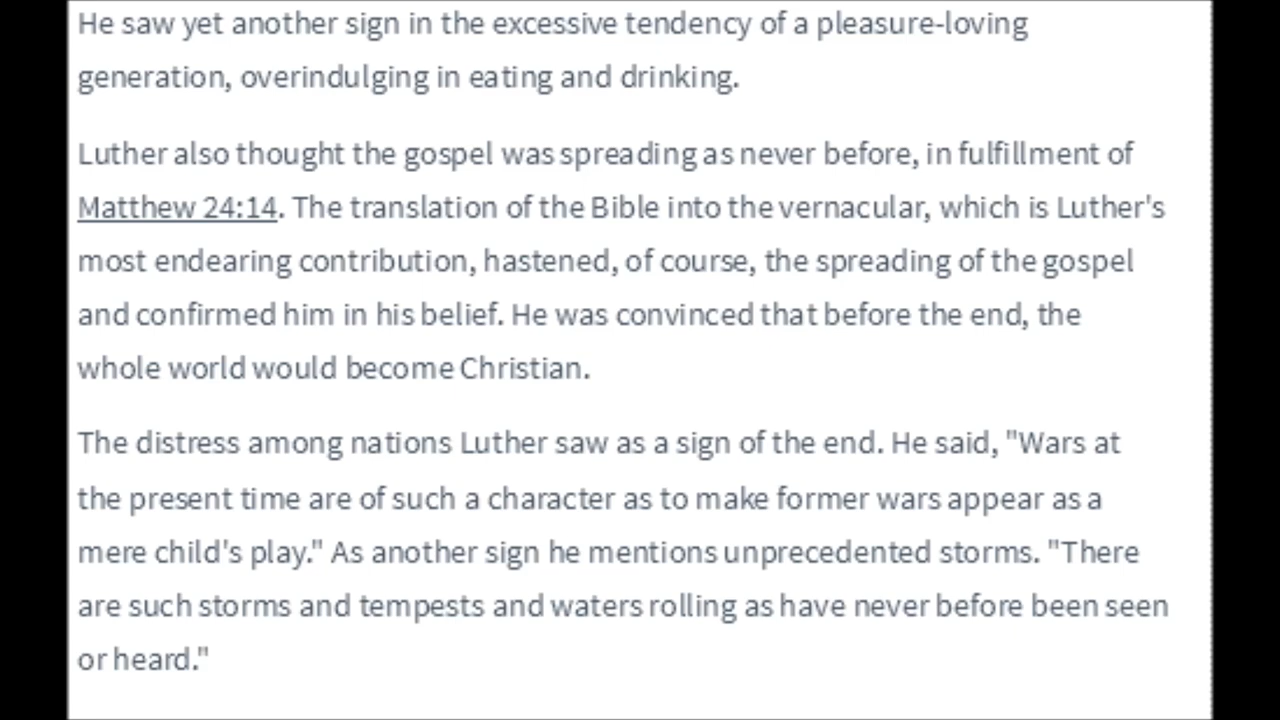 He saw yet another sign in the excessive tendency of a pleasure-loving
generation, overindulging in eating and drinking.
Luther also thought the gospel was spreading as never before, in fulfillment of
Matthew 24:14. The translation of the Bible into the vernacular, which is Luther's
most endearing contribution, hastened, of course, the spreading of the gospel
and confirmed him in his belief. He was convinced that before the end, the
whole world would become Christian.
The distress among nations Luther saw as a sign of the end. He said, "Wars at
the present time are of such a character as to make former wars appear as a
mere child's play." As another sign he mentions unprecedented storms. "There
are such storms and tempests and waters rolling as have never before been seen
or heard."